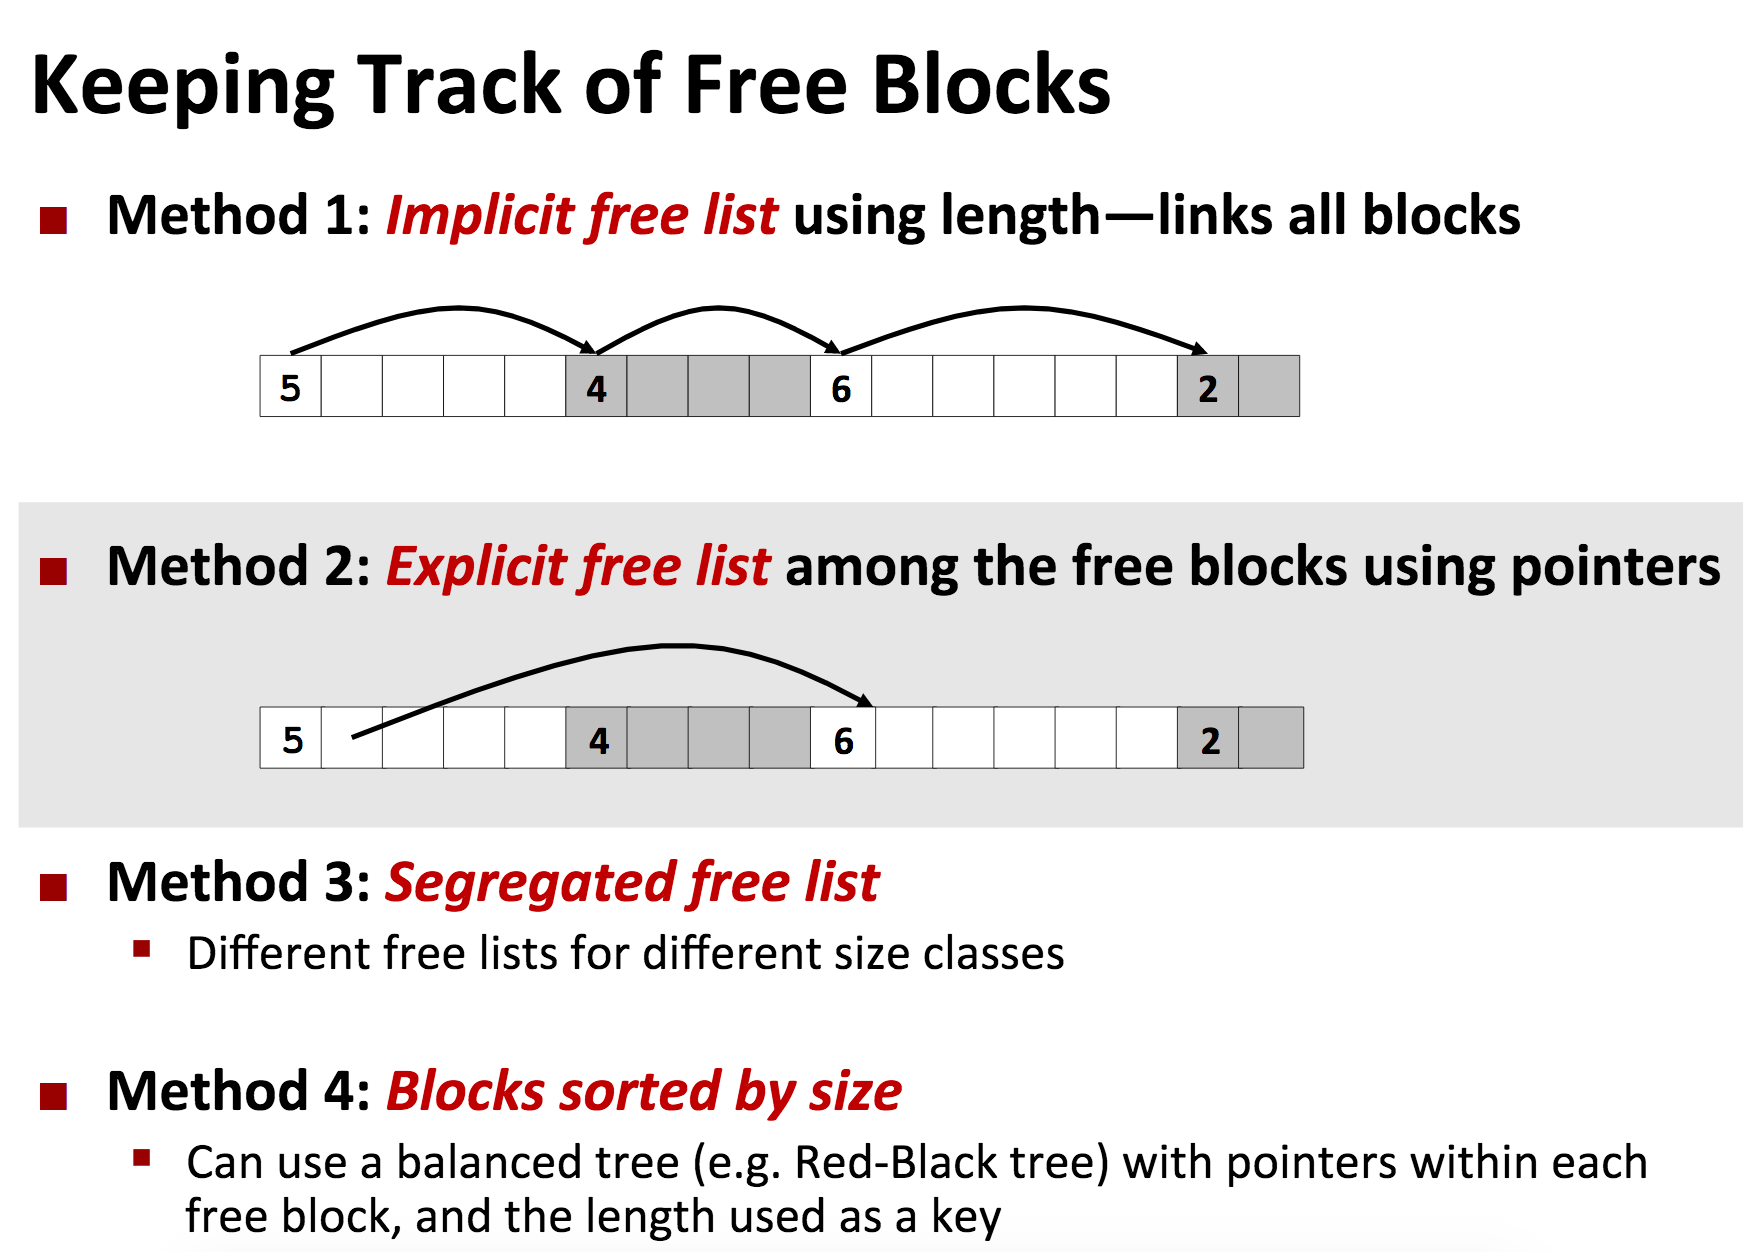 Keeping Track of Free Blocks
Method 1: Implicit free list using length—links all blocks
5 4 6 2
Method 2: Explicit free list among the free blocks using pointers
5 4 6 2
Method 3: Segregated free list
Different free lists for different size classes
Method 4: Blocks sorted by size
Can use a balanced tree (e.g. Red-Black tree) with pointers within each
free block, and the length used as a key